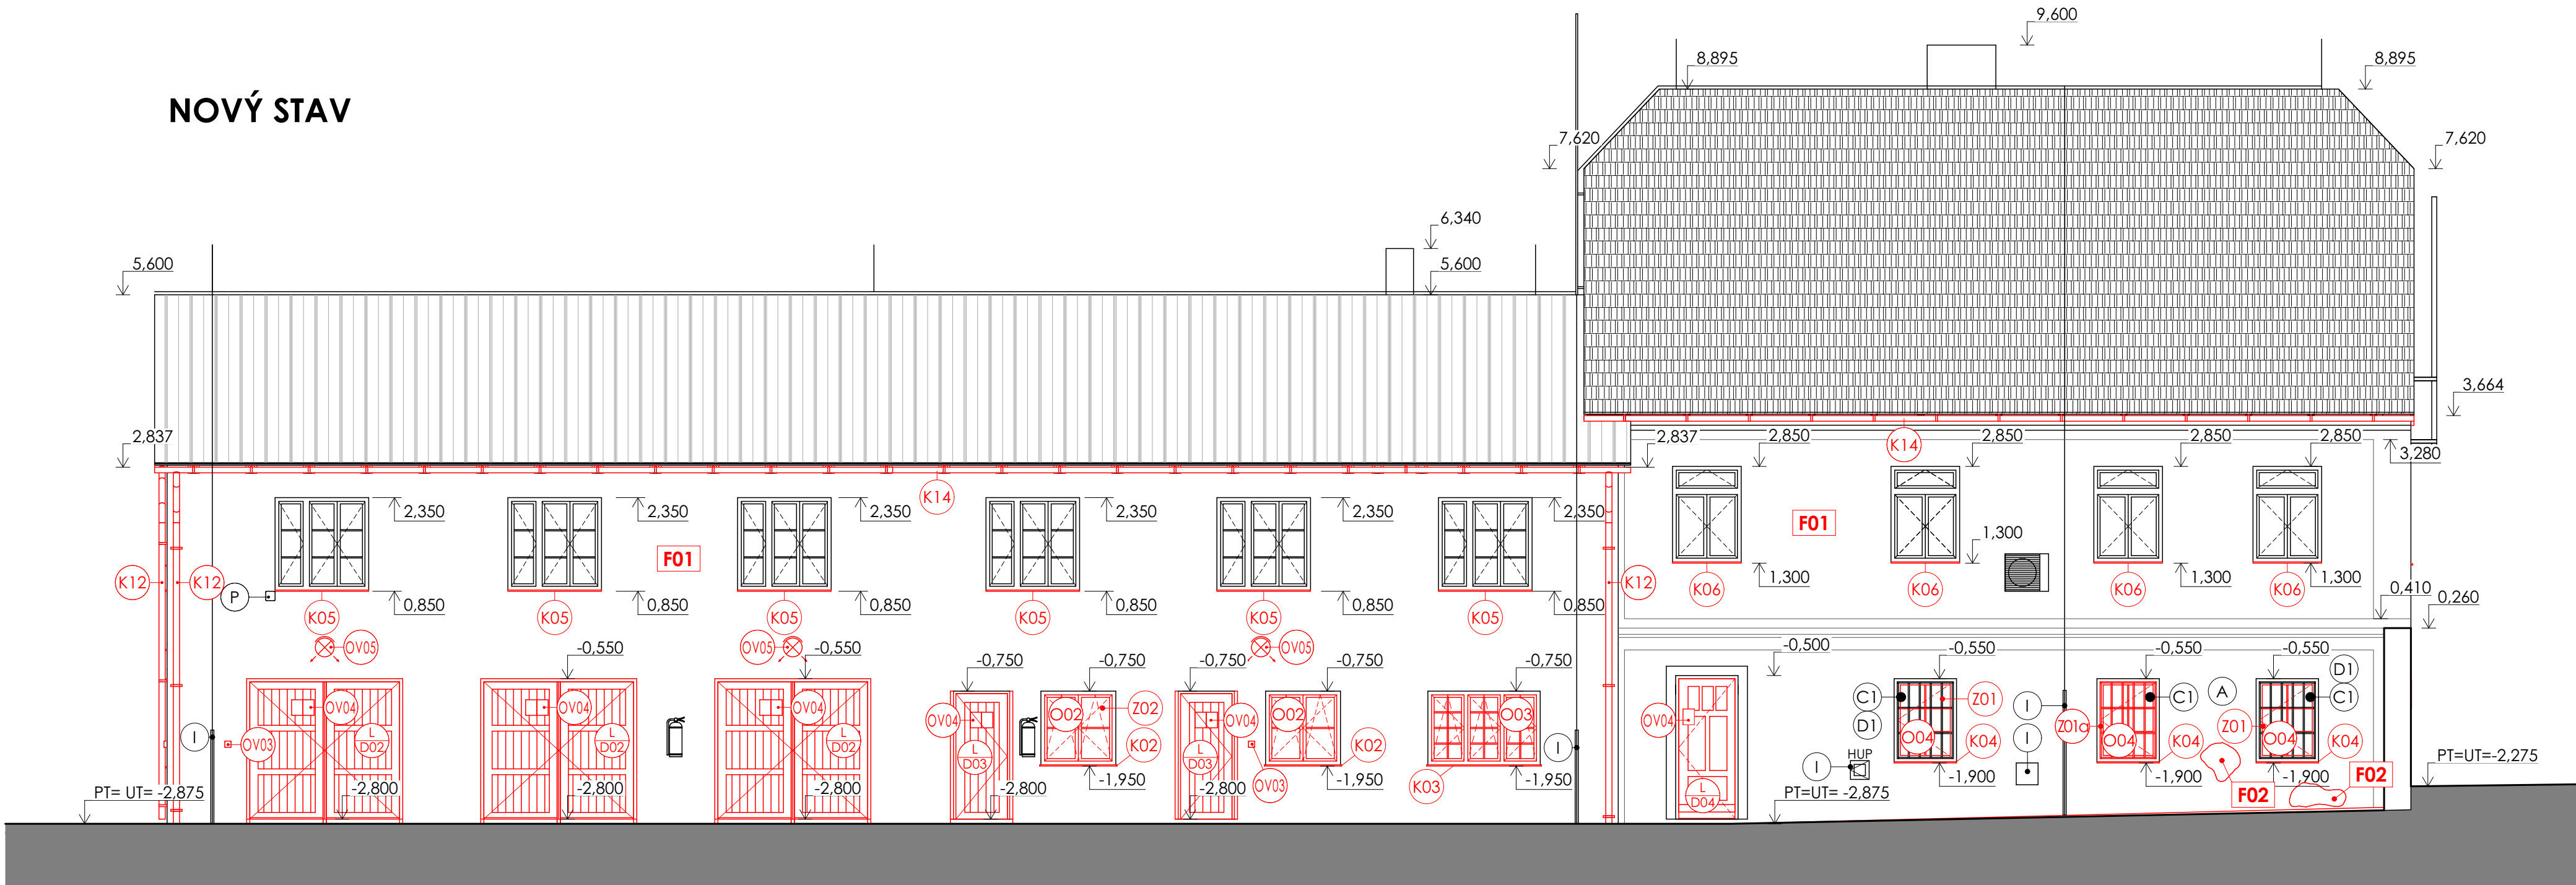 9,600
8,895
8,895
NOVÝ STAV
7,620
7,620
6,340
5,600
5,600
3,664
2,837
2,837
2,850
2,850
2,850
2,850
K14
3,280
K14
2,350
2,350
2,350
2,350
2,350
2,350
F01
F01
1,300
K12
K12
P
K12
K06
1,300
K06
K06
1,300
K06
1,300
0,410
0,260
0,850
0,850
0,850
0,850
0,850
0,850
K05
K05
K05
K05
K05
K05
OV05
OV05
OV05
-0,550
-0,550
-0,750
-0,750
-0,750
-0,750
-0,750
-0,500
-0,550
-0,550
-0,550
D1
C1
D1
Z01
C1
A
C1
OV04
OV04
OV04
OV04
O02
Z02
OV04
O02
O03
OV04
I
I
Z01a
Z01
I
OV03
L
D02
L
D02
L
D02
L
D03
K02
L
D03
K02
I
O04
K04
O04
K04
O04
K04
HUP
I
OV03
K03
-2,800
-2,800
-2,800
-2,800
-1,950
-2,800
-1,950
-1,950
L
D04
-1,900
-1,900
-1,900
F02
F02
PT= UT= -2,875
PT=UT= -2,875
PT=UT=-2,275